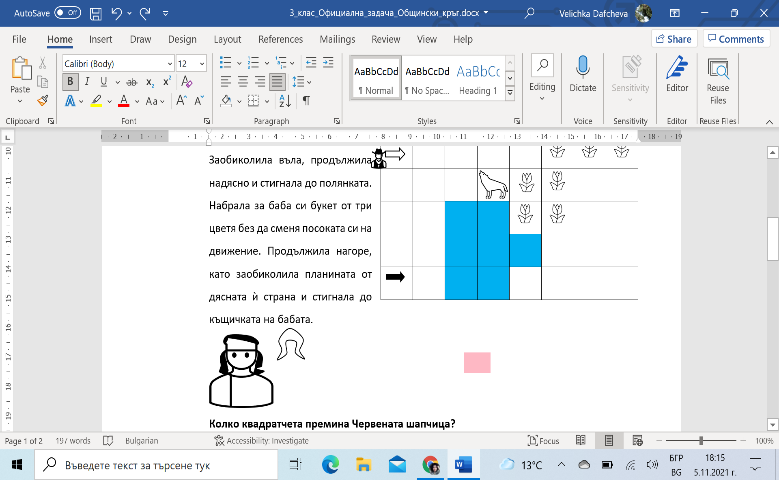 AutoSave Off 3_клас_Официална_задача_Общински_кръг.docx Velichka Dafcheva
File Home Insert Draw Design Layout References Mailings Review View Help Share Comments
Calibri (Body) 12
AaBbCcDd AaBbCcDd AaBbCc
¶ Normal ¶ No Spac... Heading 1
Paste Editing Dictate Sensitivity Editor Reuse Files
Clipboard Font Paragraph Styles Voice Sensitivity Editor Reuse Files
Заобиколила въла, продължила
надясно и стигнала до полянката.
Набрала за баба си букет от три
цветя без да сменя посоката си на
движение. Продължила нагоре,
като заобиколила планината от
дясната ѝ страна и стигнала до
къщичката на бабата.
Колко квадратчета премина Червената шапчица?
Page 1 of 2 197 words Bulgarian Accessibility: Investigate Focus 100%
Въведете текст за търсене тук 13°C БГР 18:15
BG 5.11.2021 г.